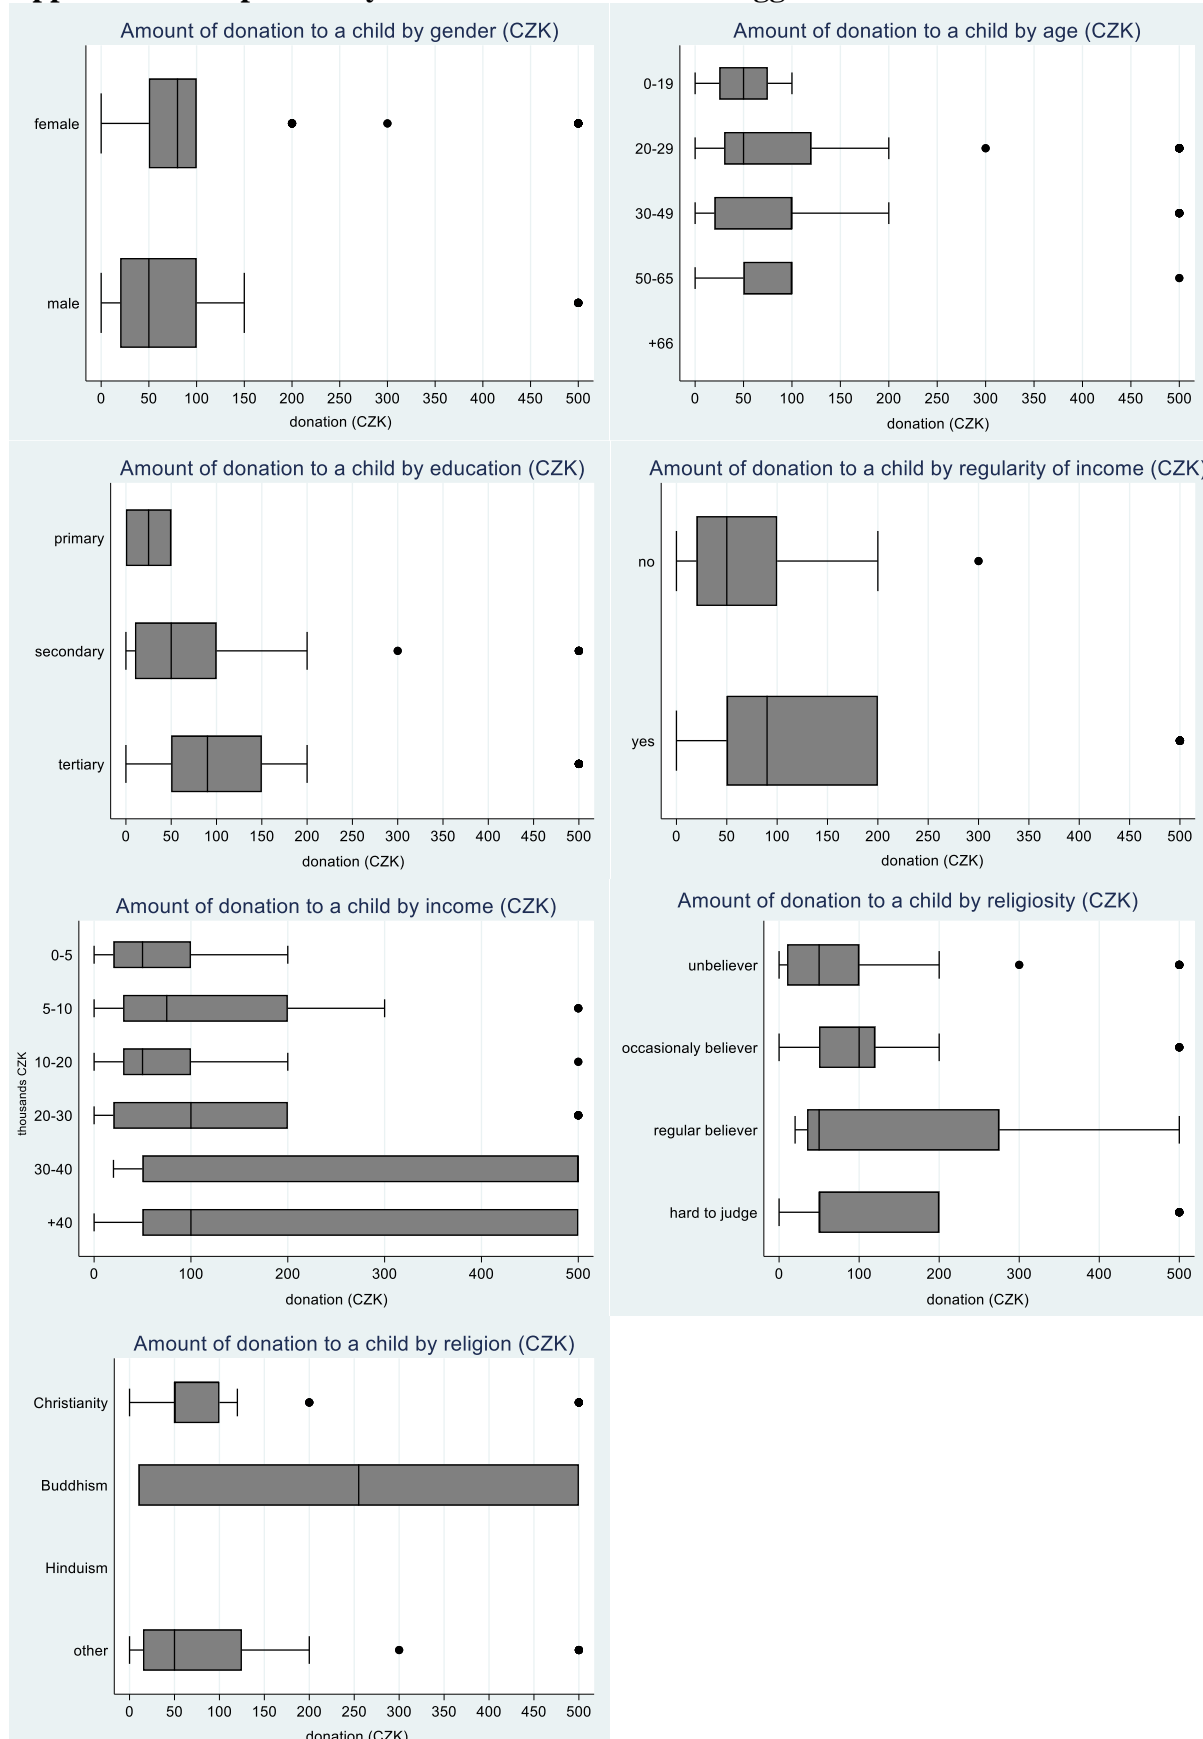 Amount of donation to a child by gender (CZK)
female
male
0 50 100 150 200 250 300 350 400 450 500
donation (CZK)
Amount of donation to a child by age (CZK)
0-19
20-29
30-49
50-65
+66
0 50 100 150 200 250 300 350 400 450 500
donation (CZK)
Amount of donation to a child by education (CZK)
primary
secondary
tertiary
0 50 100 150 200 250 300 350 400 450 500
donation (CZK)
Amount of donation to a child by regularity of income (CZK)
no
yes
0 50 100 150 200 250 300 350 400 450 500
donation (CZK)
Amount of donation to a child by income (CZK)
thousands CZK
0-5
5-10
10-20
20-30
30-40
+40
0 100 200 300 400 500
donation (CZK)
Amount of donation to a child by religiosity (CZK)
unbeliever
occasionaly believer
regular believer
hard to judge
0 100 200 300 400 500
donation (CZK)
Amount of donation to a child by religion (CZK)
Christianity
Buddhism
Hinduism
other
0 50 100 150 200 250 300 350 400 450 500
donation (CZK)